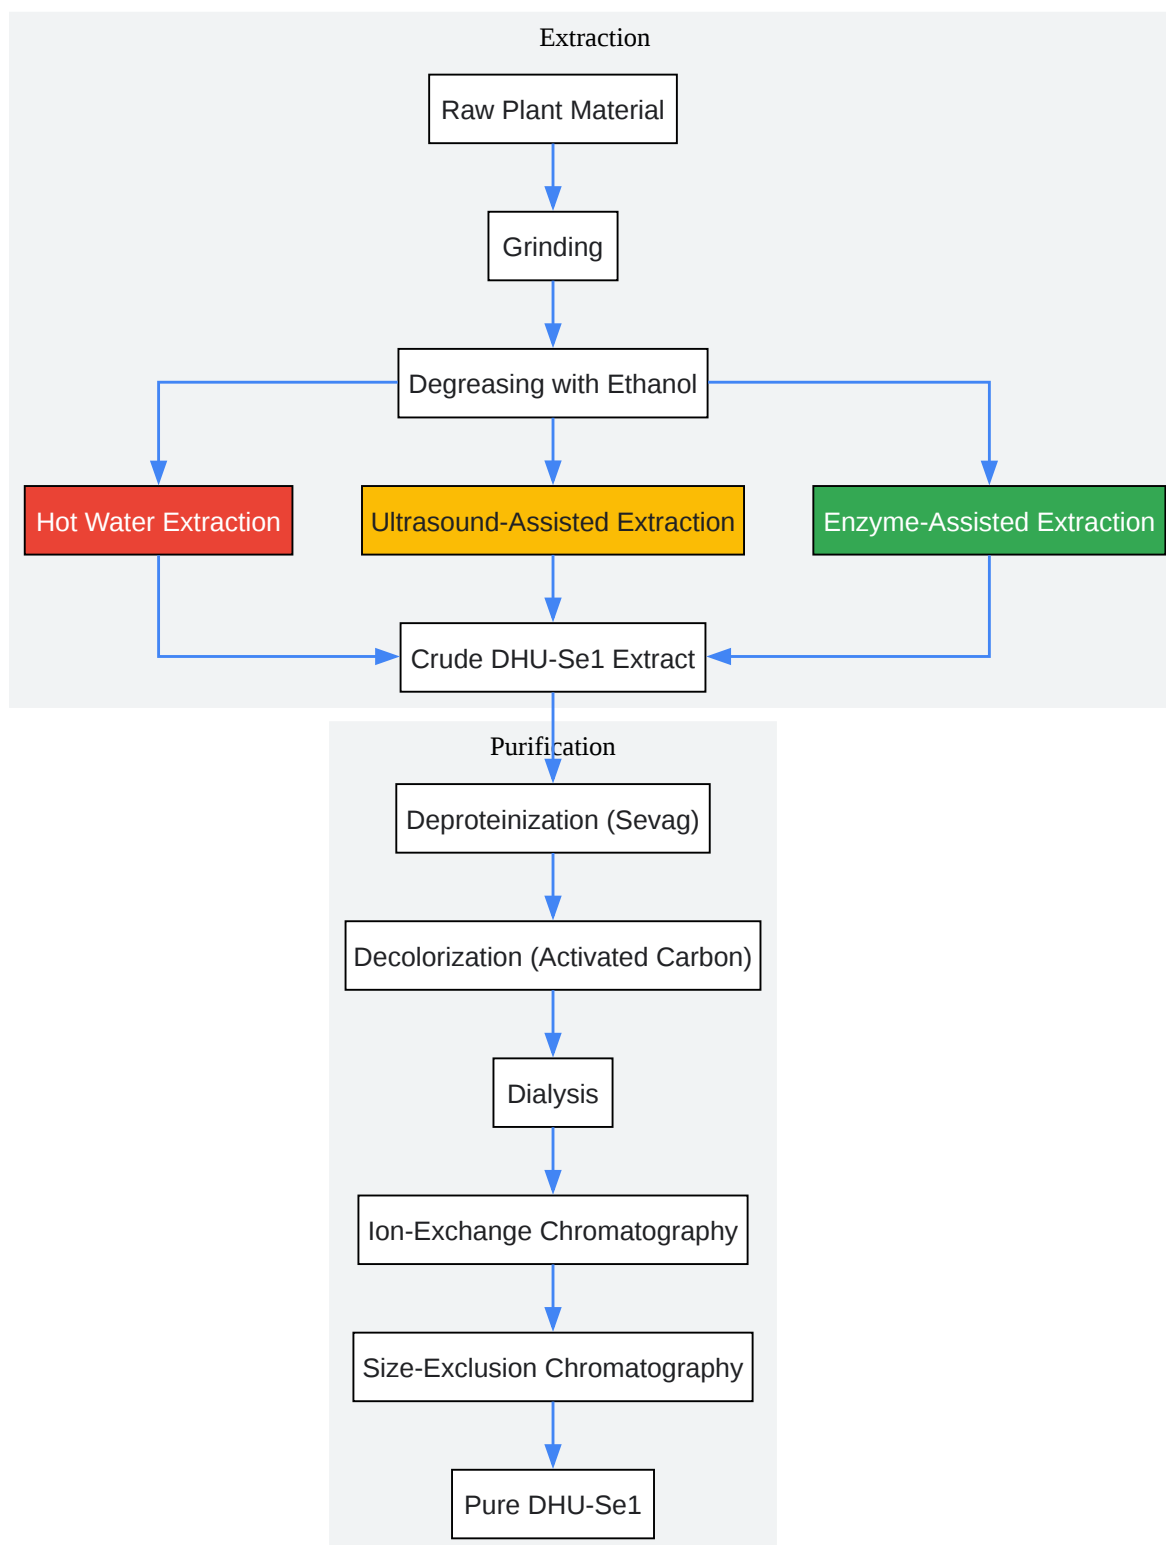 Extraction
Raw Plant Material
Grinding
Degreasing with Ethanol
Hot Water Extraction
Ultrasound-Assisted Extraction
Enzyme-Assisted Extraction
Crude DHU-Se1 Extract
Purification
Deproteinization (Sevag)
Decolorization (Activated Carbon)
Dialysis
Ion-Exchange Chromatography
Size-Exclusion Chromatography
Pure DHU-Se1